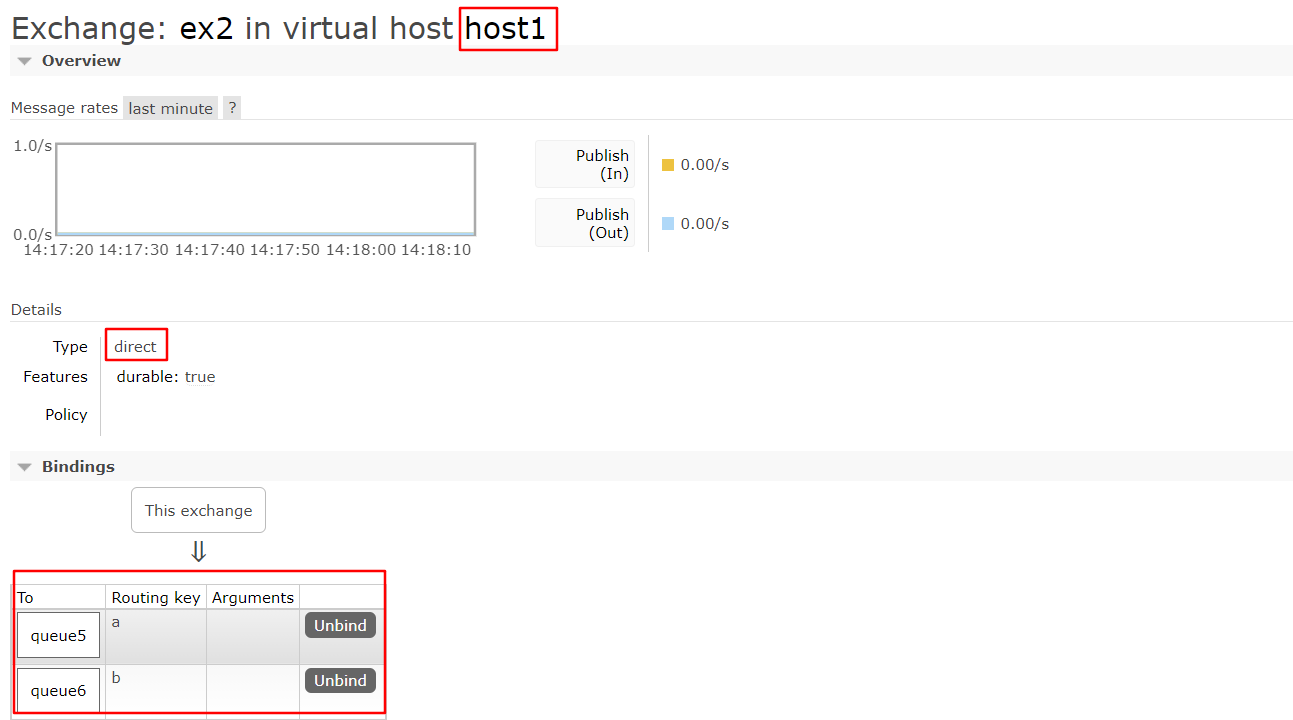 Exchange: ex2 in virtual host host1
Overview
Message rates last minute ?
1.0/s
0.0/s
14:17:20 14:17:30 14:17:40 14:17:50 14:18:00 14:18:10
Publish
(In)
0.00/s
Publish
(Out)
0.00/s
Details
Type direct
Features durable: true
Policy
Bindings
This exchange
⇓
To Routing key Arguments
queue5 a Unbind
queue6 b Unbind